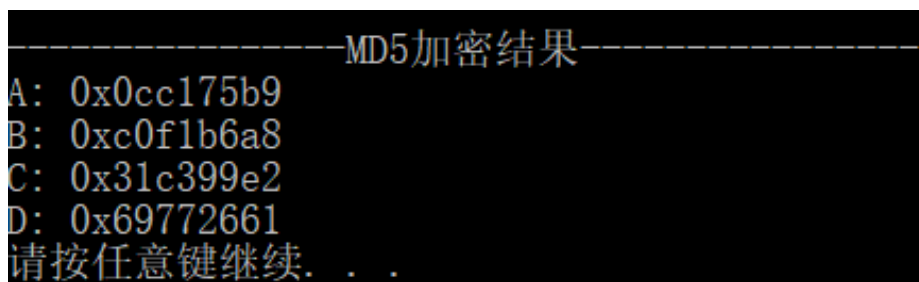 ----------------MD5加密结果----------------
A: 0x0cc175b9
B: 0xc0f1b6a8
C: 0x31c399e2
D: 0x69772661
请按任意键继续. . .